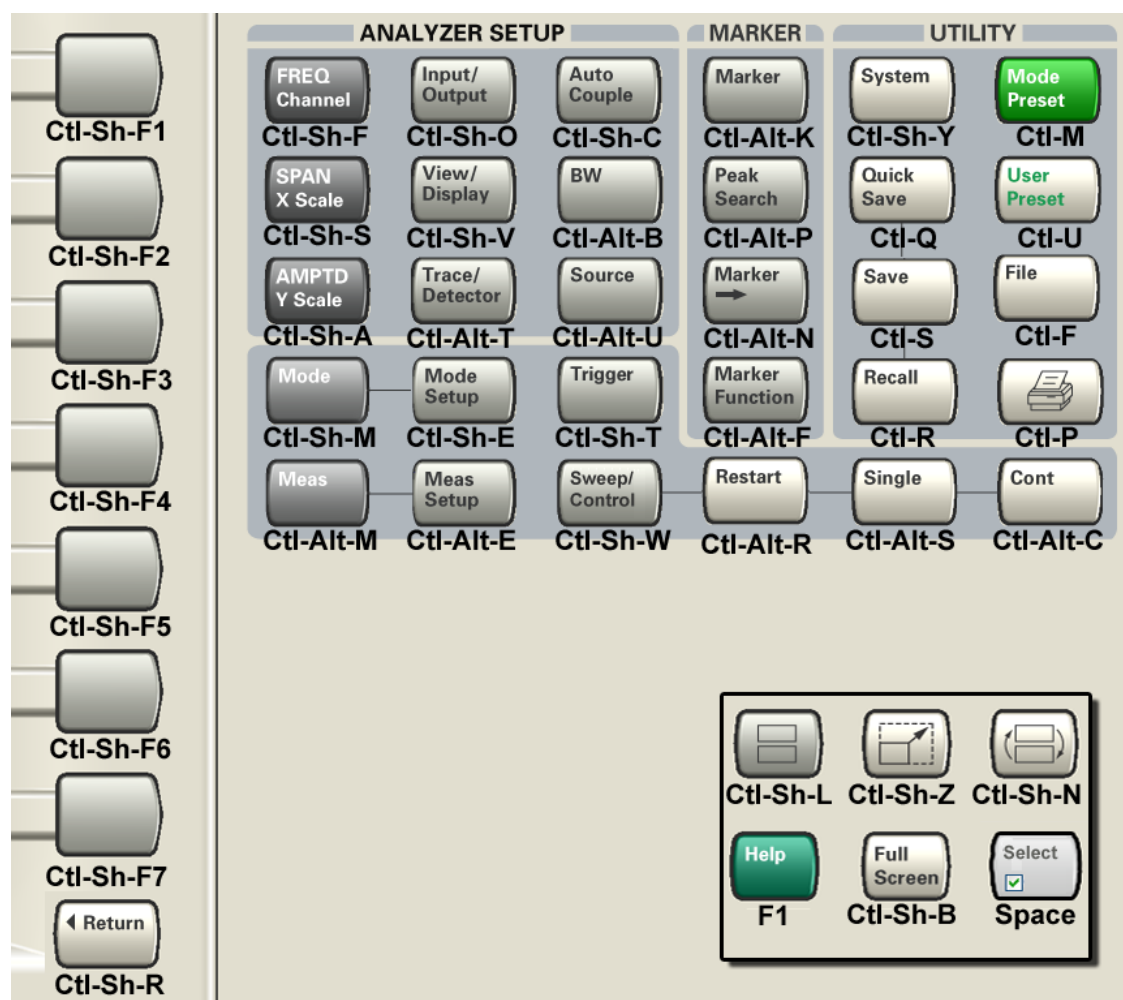 Ctl-Sh-F1
Ctl-Sh-F2
Ctl-Sh-F3
Ctl-Sh-F4
Ctl-Sh-F5
Ctl-Sh-F6
Ctl-Sh-F7
Return
Ctl-Sh-R
ANALYZER SETUP
MARKER
UTILITY
FREQ
Channel
Ctl-Sh-F
Input/
Output
Ctl-Sh-O
Auto
Couple
Ctl-Sh-C
Marker
Ctl-Alt-K
System
Ctl-Sh-Y
Mode
Preset
Ctl-M
SPAN
X Scale
Ctl-Sh-S
View/
Display
Ctl-Sh-V
BW
Ctl-Alt-B
Peak
Search
Ctl-Alt-P
Quick
Save
Ctl-Q
User
Preset
Ctl-U
AMPTD
Y Scale
Ctl-Sh-A
Trace/
Detector
Ctl-Alt-T
Source
Ctl-Alt-U
Marker
Ctl-Alt-N
Save
Ctl-S
File
Ctl-F
Mode
Ctl-Sh-M
Mode
Setup
Ctl-Sh-E
Trigger
Ctl-Sh-T
Marker
Function
Ctl-Alt-F
Recall
Ctl-R
Ctl-P
Meas
Ctl-Alt-M
Meas
Setup
Ctl-Alt-E
Sweep/
Control
Ctl-Sh-W
Restart
Ctl-Alt-R
Single
Ctl-Alt-S
Cont
Ctl-Alt-C
Ctl-Sh-L
Ctl-Sh-Z
Ctl-Sh-N
Help
F1
Full
Screen
Ctl-Sh-B
Select
Space